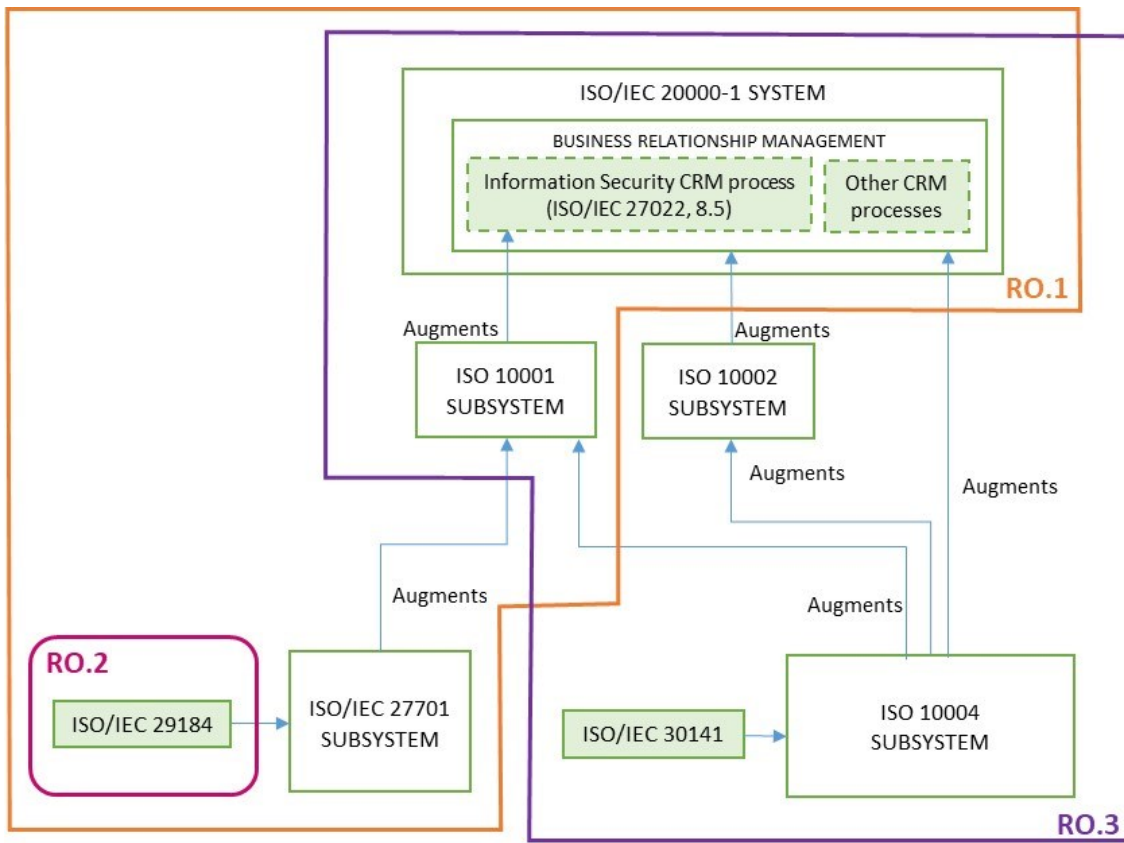 ISO/IEC 20000-1 SYSTEM
BUSINESS RELATIONSHIP MANAGEMENT
Information Security CRM process
(ISO/IEC 27022, 8.5)
Other CRM
processes
RO.1
Augments
Augments
ISO 10001
SUBSYSTEM
ISO 10002
SUBSYSTEM
Augments
Augments
Augments
Augments
RO.2
ISO/IEC 29184
ISO/IEC 27701
SUBSYSTEM
ISO/IEC 30141
ISO 10004
SUBSYSTEM
RO.3